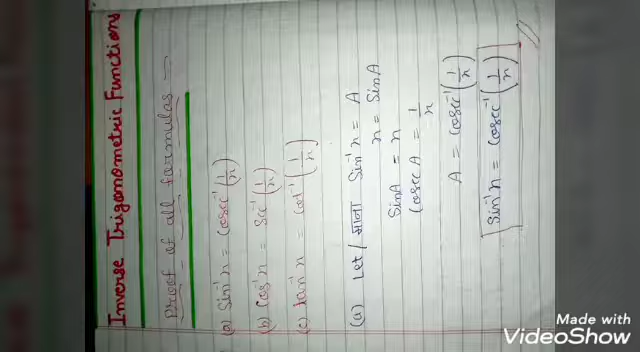 Inverse Trigonometric Functions
Proof of all formulas -
(a) Sin⁻¹x = cosec⁻¹(1/x)
(b) Cos⁻¹x = Sec⁻¹(1/x)
(c) tan⁻¹x = cot⁻¹(1/x)
(a) Let/माना Sin⁻¹x = A
x = SinA
SinA = x
Cosec A = 1/x
A = Cosec⁻¹(1/x)
Sin⁻¹x = Cosec⁻¹(1/x)
Made with
VideoShow